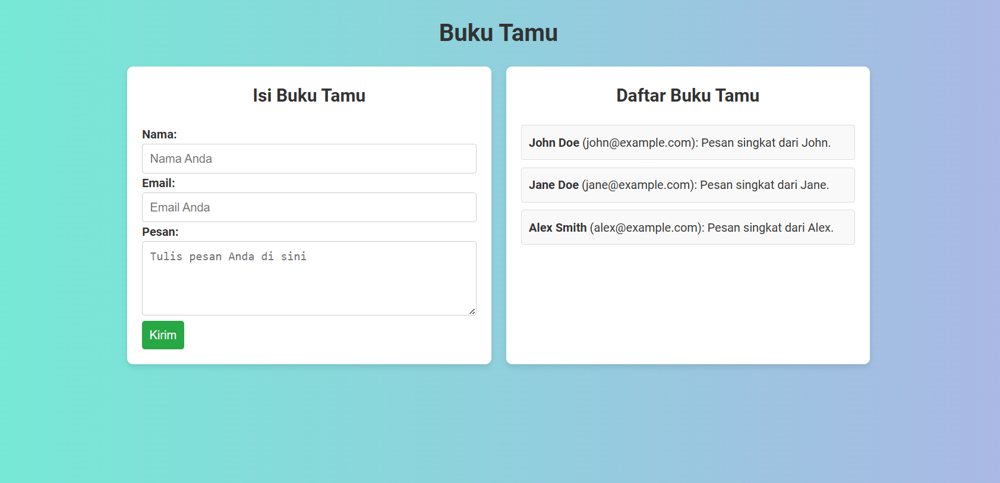 Buku Tamu
Isi Buku Tamu
Nama:
Nama Anda
Email:
Email Anda
Pesan:
Tulis pesan Anda di sini
Kirim
Daftar Buku Tamu
John Doe (john@example.com): Pesan singkat dari John.
Jane Doe (jane@example.com): Pesan singkat dari Jane.
Alex Smith (alex@example.com): Pesan singkat dari Alex.